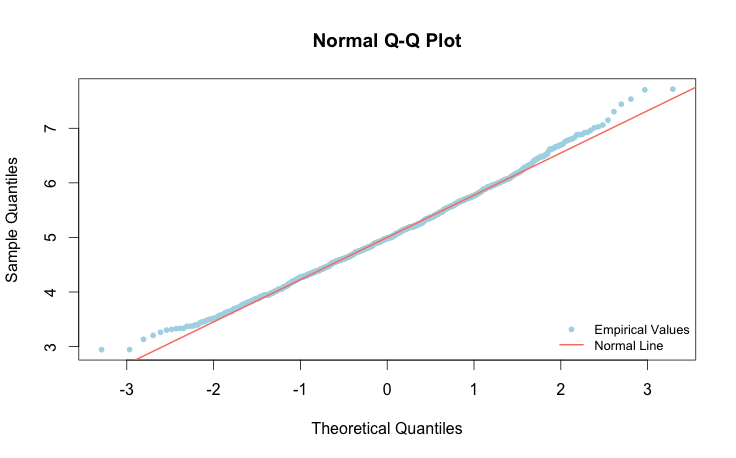 Normal Q-Q Plot
Sample Quantiles
7
6
5
4
3
Empirical Values
Normal Line
-3 -2 -1 0 1 2 3
Theoretical Quantiles